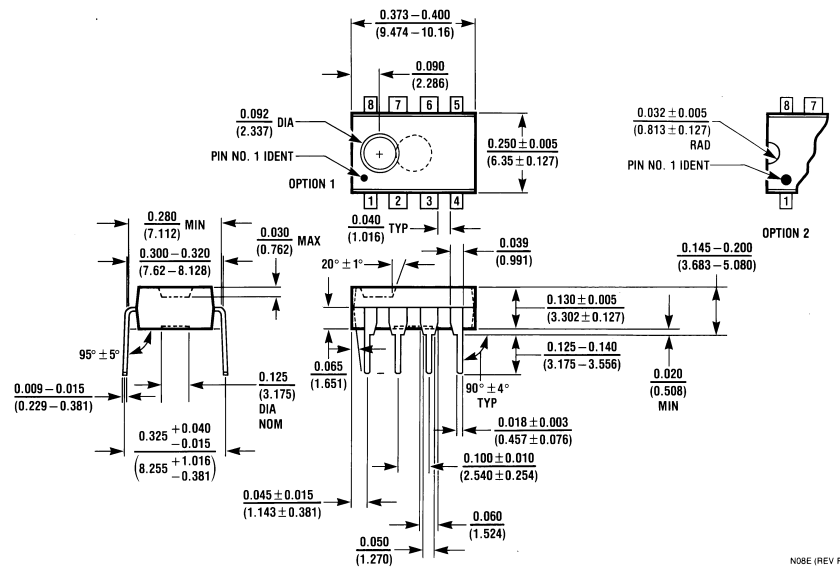 0.373 – 0.400
(9.474 – 10.16)
0.090
(2.286)
8 7 6 5
0.092
(2.337) DIA
PIN NO. 1 IDENT
OPTION 1
0.250 ± 0.005
(6.35 ± 0.127)
1 2 3 4
0.032 ± 0.005
(0.813 ± 0.127)
RAD
PIN NO. 1 IDENT
8 7
1
OPTION 2
0.280
(7.112) MIN
0.300 – 0.320
(7.62 – 8.128)
0.030
(0.762) MAX
0.040
(1.016) TYP
0.039
(0.991)
0.145 – 0.200
(3.683 – 5.080)
20° ± 1°
0.130 ± 0.005
(3.302 ± 0.127)
95° ± 5°
0.125
(3.175)
DIA
NOM
0.065
(1.651)
90° ± 4°
TYP
0.125 – 0.140
(3.175 – 3.556)
0.020
(0.508)
MIN
0.009 – 0.015
(0.229 – 0.381)
0.018 ± 0.003
(0.457 ± 0.076)
0.325 +0.040
−0.015
(8.255 +1.016
−0.381)
0.100 ± 0.010
(2.540 ± 0.254)
0.045 ± 0.015
(1.143 ± 0.381)
0.060
(1.524)
0.050
(1.270)
N08E (REV F